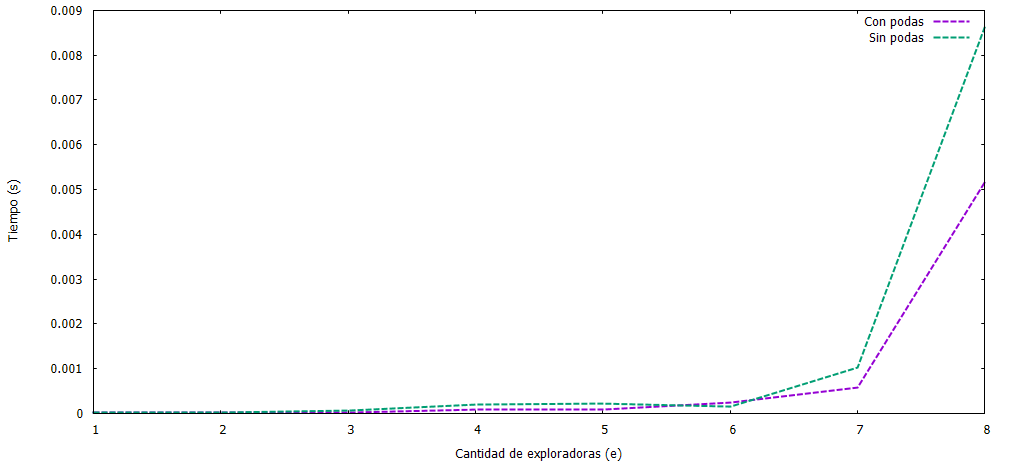 Con podas
Sin podas
0.009
0.008
0.007
0.006
0.005
0.004
0.003
0.002
0.001
0
Tiempo (s)
1 2 3 4 5 6 7 8
Cantidad de exploradoras (e)